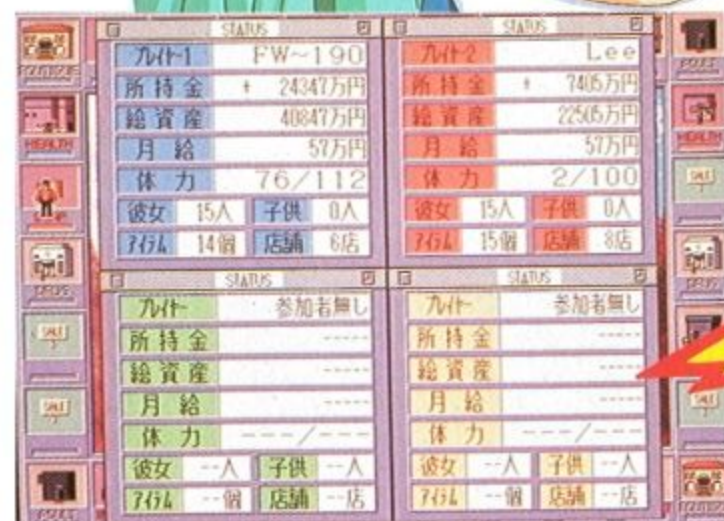 STATUS
プレイヤー1 FW~190
所持金 ¥ 24347万円
総資産 40847万円
月給 57万円
体力 76/112
彼女 15人 子供 0人
アイテム 14個 店舗 6店
STATUS
プレイヤー2 Lee
所持金 ¥ 7405万円
総資産 22505万円
月給 57万円
体力 2/100
彼女 15人 子供 0人
アイテム 15個 店舗 8店
STATUS
プレイヤー 参加者無し
所持金 -----
総資産 -----
月給 ----
体力 ---/---
彼女 --人 子供 --人
アイテム --個 店舗 --店
STATUS
プレイヤー 参加者無し
所持金 -----
総資産 -----
月給 ----
体力 ---/---
彼女 --人 子供 --人
アイテム --個 店舗 --店
HEALTH
SALE
SALE
HEALTH
SALE
SALE